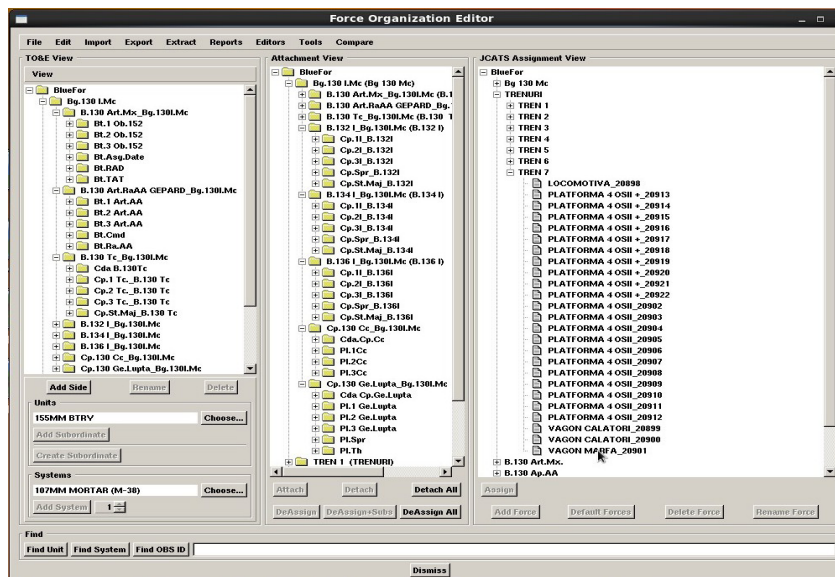 Force Organization Editor
File Edit Import Export Extract Reports Editors Tools Compare
TO&E View
View
BlueFor
Bg.130 I.Mc
B.130 Art.Mx_Bg.130I.Mc
Bt.1 Ob.152
Bt.2 Ob.152
Bt.3 Ob.152
Bt.Asg.Date
Bt.RAD
Bt.TAT
B.130 Art.RaAA GEPARD_Bg.130I.Mc
Bt.1 Art.AA
Bt.2 Art.AA
Bt.3 Art.AA
Bt.Cmd
Bt.Ra.AA
B.130 Tc_Bg.130I.Mc
Cda B.130Tc
Cp.1 Tc._B.130 Tc
Cp.2 Tc._B.130 Tc
Cp.3 Tc._B.130 Tc
Cp.St.Maj_B.130 Tc
B.132 I_Bg.130I.Mc
B.134 I_Bg.130I.Mc
B.136 I_Bg.130I.Mc
Cp.130 Cc_Bg.130I.Mc
Cp.130 Ge.Lupta_Bg.130I.Mc
Add Side Rename Delete
Units
155MM BTRY Choose...
Add Subordinate
Create Subordinate
Systems
107MM MORTAR (M-38) Choose...
Add System 1
Attachment View
BlueFor
Bg.130 I.Mc (Bg 130 Mc)
B.130 Art.Mx_Bg.130I.Mc (B.1
B.130 Art.RaAA GEPARD_Bg.
B.130 Tc_Bg.130I.Mc (B.130 T
B.132 I_Bg.130I.Mc (B.132 I)
Cp.1I_B.132I
Cp.2I_B.132I
Cp.3I_B.132I
Cp.Spr_B.132I
Cp.St.Maj_B.132I
B.134 I_Bg.130I.Mc (B.134 I)
Cp.1I_B.134I
Cp.2I_B.134I
Cp.3I_B.134I
Cp.Spr_B.134I
Cp.St.Maj_B.134I
B.136 I_Bg.130I.Mc (B.136 I)
Cp.1I_B.136I
Cp.2I_B.136I
Cp.3I_B.136I
Cp.Spr_B.136I
Cp.St.Maj_B.136I
Cp.130 Cc_Bg.130I.Mc
Cda.Cp.Cc
Pl.1Cc
Pl.2Cc
Pl.3Cc
Cp.130 Ge.Lupta_Bg.130I.Mc
Cda Cp.Ge.Lupta
Pl.1 Ge.Lupta
Pl.2 Ge.Lupta
Pl.3 Ge.Lupta
Pl.Spr
Pl.Th
TREN 1 (TRENURI)
Attach Detach Detach All
DeAssign DeAssign+Subs DeAssign All
JCATS Assignment View
BlueFor
Bg 130 Mc
TRENURI
TREN 1
TREN 2
TREN 3
TREN 4
TREN 5
TREN 6
TREN 7
LOCOMOTIVA_20898
PLATFORMA 4 OSII +_20913
PLATFORMA 4 OSII +_20914
PLATFORMA 4 OSII +_20915
PLATFORMA 4 OSII +_20916
PLATFORMA 4 OSII +_20917
PLATFORMA 4 OSII +_20918
PLATFORMA 4 OSII +_20919
PLATFORMA 4 OSII +_20920
PLATFORMA 4 OSII +_20921
PLATFORMA 4 OSII +_20922
PLATFORMA 4 OSII_20902
PLATFORMA 4 OSII_20903
PLATFORMA 4 OSII_20904
PLATFORMA 4 OSII_20905
PLATFORMA 4 OSII_20906
PLATFORMA 4 OSII_20907
PLATFORMA 4 OSII_20908
PLATFORMA 4 OSII_20909
PLATFORMA 4 OSII_20910
PLATFORMA 4 OSII_20911
PLATFORMA 4 OSII_20912
VAGON CALATORI_20899
VAGON CALATORI_20900
VAGON MARFA_20901
B.130 Art.Mx.
B.130 Ap.AA
Assign
Add Force Default Forces Delete Force Rename Force
Find
Find Unit Find System Find OBS ID
Dismiss